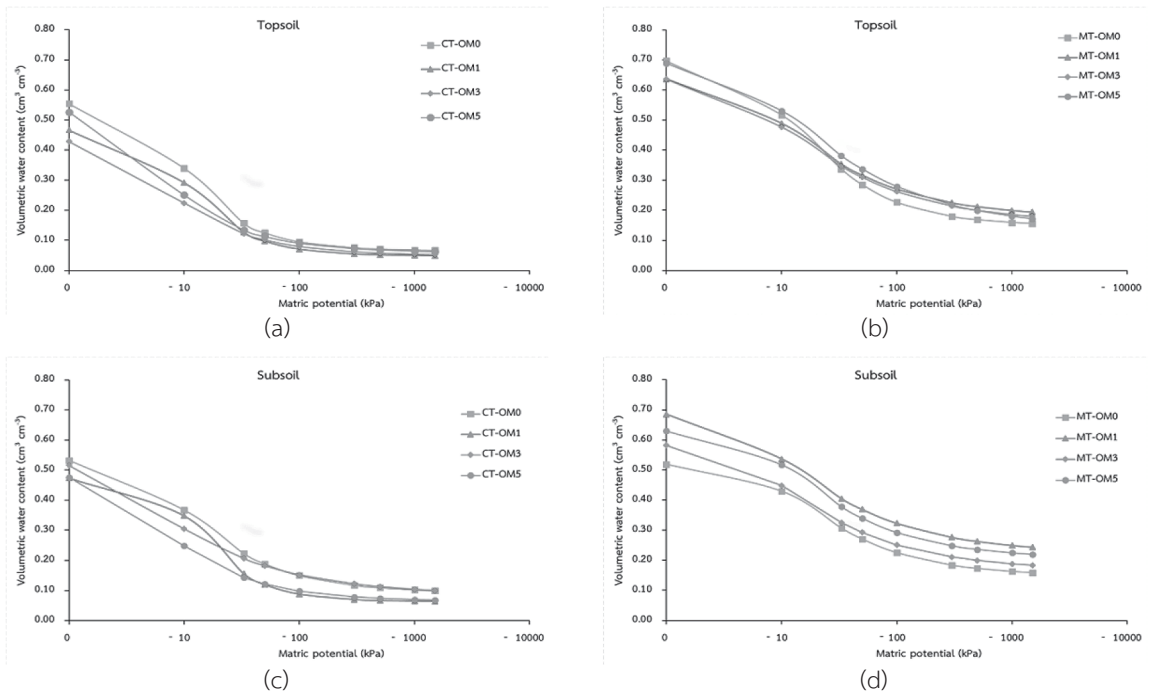 Topsoil
0.80
0.70
0.60
0.50
0.40
0.30
0.20
0.10
0.00
Volumetric water content (cm³ cm⁻³)
CT-OM0
CT-OM1
CT-OM3
CT-OM5
0 - 10 - 100 - 1000 - 10000
Matric potential (kPa)
(a)
Topsoil
0.80
0.70
0.60
0.50
0.40
0.30
0.20
0.10
0.00
Volumetric water content (cm³ cm⁻³)
MT-OM0
MT-OM1
MT-OM3
MT-OM5
0 - 10 - 100 - 1000 - 10000
Matric potential (kPa)
(b)
Subsoil
0.80
0.70
0.60
0.50
0.40
0.30
0.20
0.10
0.00
Volumetric water content (cm³ cm⁻³)
CT-OM0
CT-OM1
CT-OM3
CT-OM5
0 - 10 - 100 - 1000 - 10000
Matric potential (kPa)
(c)
Subsoil
0.80
0.70
0.60
0.50
0.40
0.30
0.20
0.10
0.00
Volumetric water content (cm³ cm⁻³)
MT-OM0
MT-OM1
MT-OM3
MT-OM5
0 - 10 - 100 - 1000 - 10000
Matric potential (kPa)
(d)